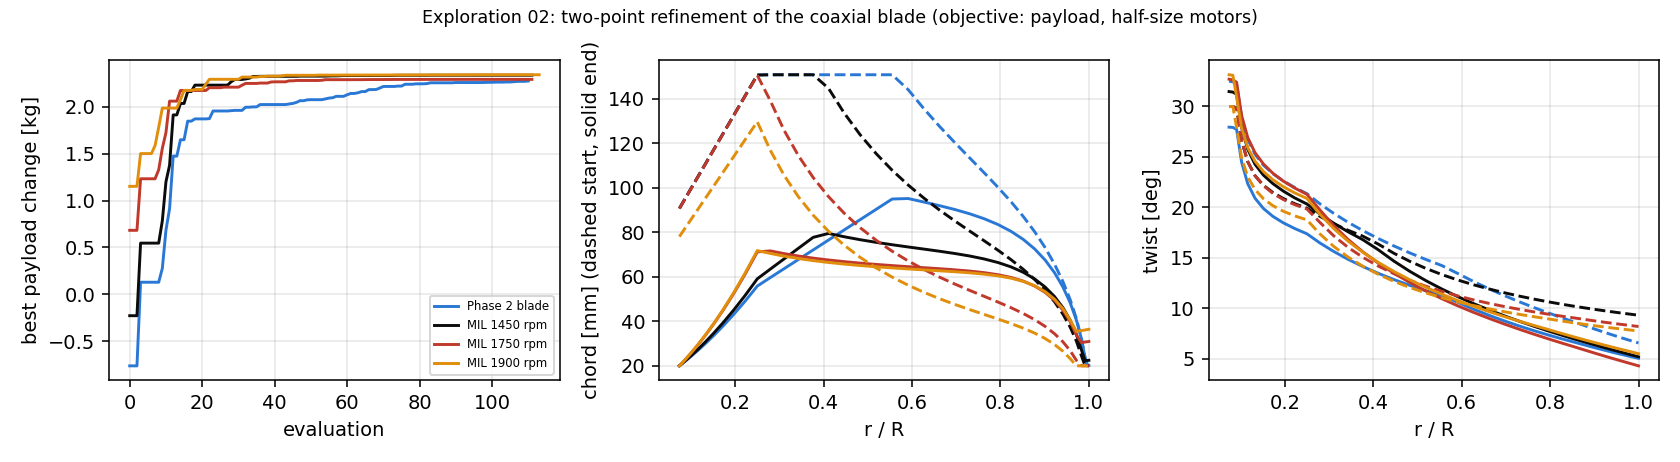 Exploration 02: two-point refinement of the coaxial blade (objective: payload, half-size motors)
best payload change [kg]
2.0
1.5
1.0
0.5
0.0
−0.5
0 20 40 60 80 100
evaluation
Phase 2 blade
MIL 1450 rpm
MIL 1750 rpm
MIL 1900 rpm
chord [mm] (dashed start, solid end)
140
120
100
80
60
40
20
0.2 0.4 0.6 0.8 1.0
r / R
twist [deg]
30
25
20
15
10
5
0.2 0.4 0.6 0.8 1.0
r / R